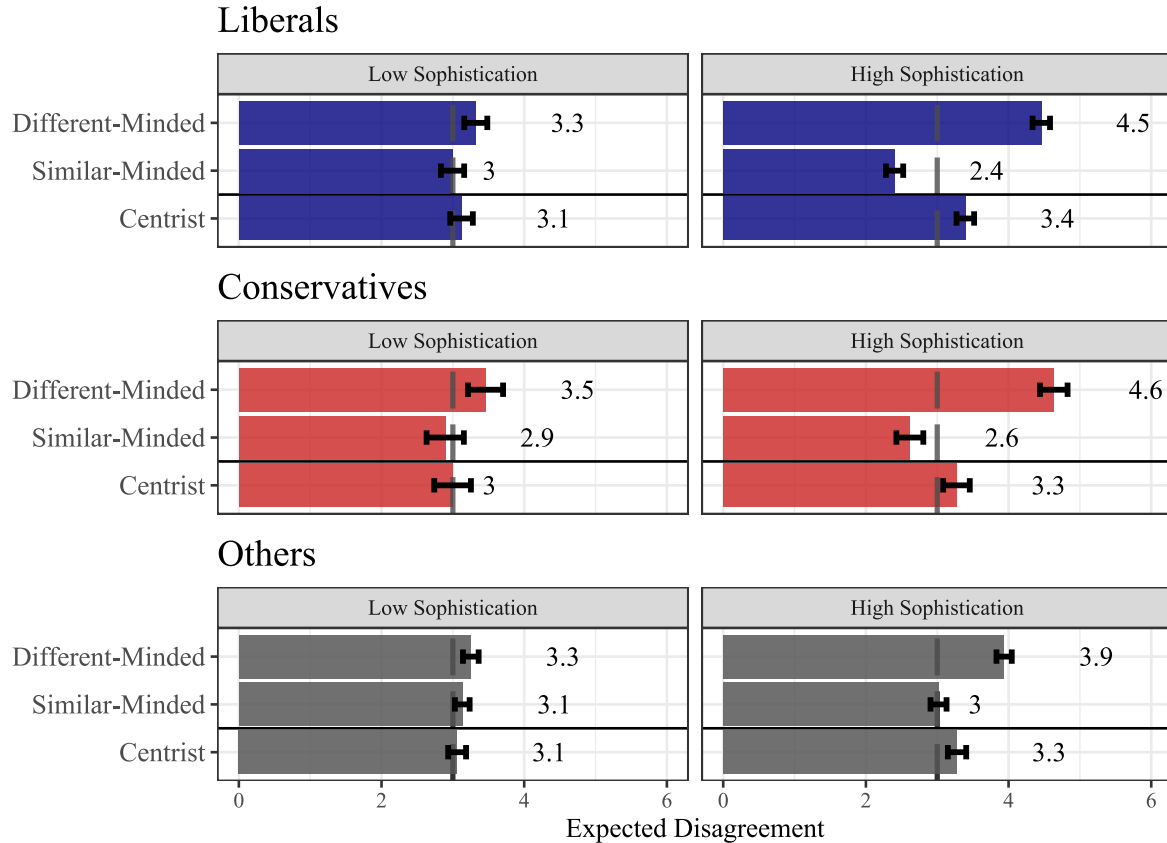 Liberals
Low Sophistication High Sophistication
Different-Minded 3.3 4.5
Similar-Minded 3 2.4
Centrist 3.1 3.4
Conservatives
Low Sophistication High Sophistication
Different-Minded 3.5 4.6
Similar-Minded 2.9 2.6
Centrist 3 3.3
Others
Low Sophistication High Sophistication
Different-Minded 3.3 3.9
Similar-Minded 3.1 3
Centrist 3.1 3.3
0 2 4 6 0 2 4 6
Expected Disagreement